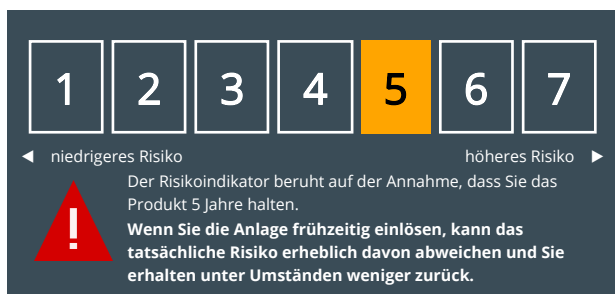 1 2 3 4 5 6 7
◄ niedrigeres Risiko höheres Risiko ►
Der Risikoindikator beruht auf der Annahme, dass Sie das
Produkt 5 Jahre halten.
Wenn Sie die Anlage frühzeitig einlösen, kann das
tatsächliche Risiko erheblich davon abweichen und Sie
erhalten unter Umständen weniger zurück.
!